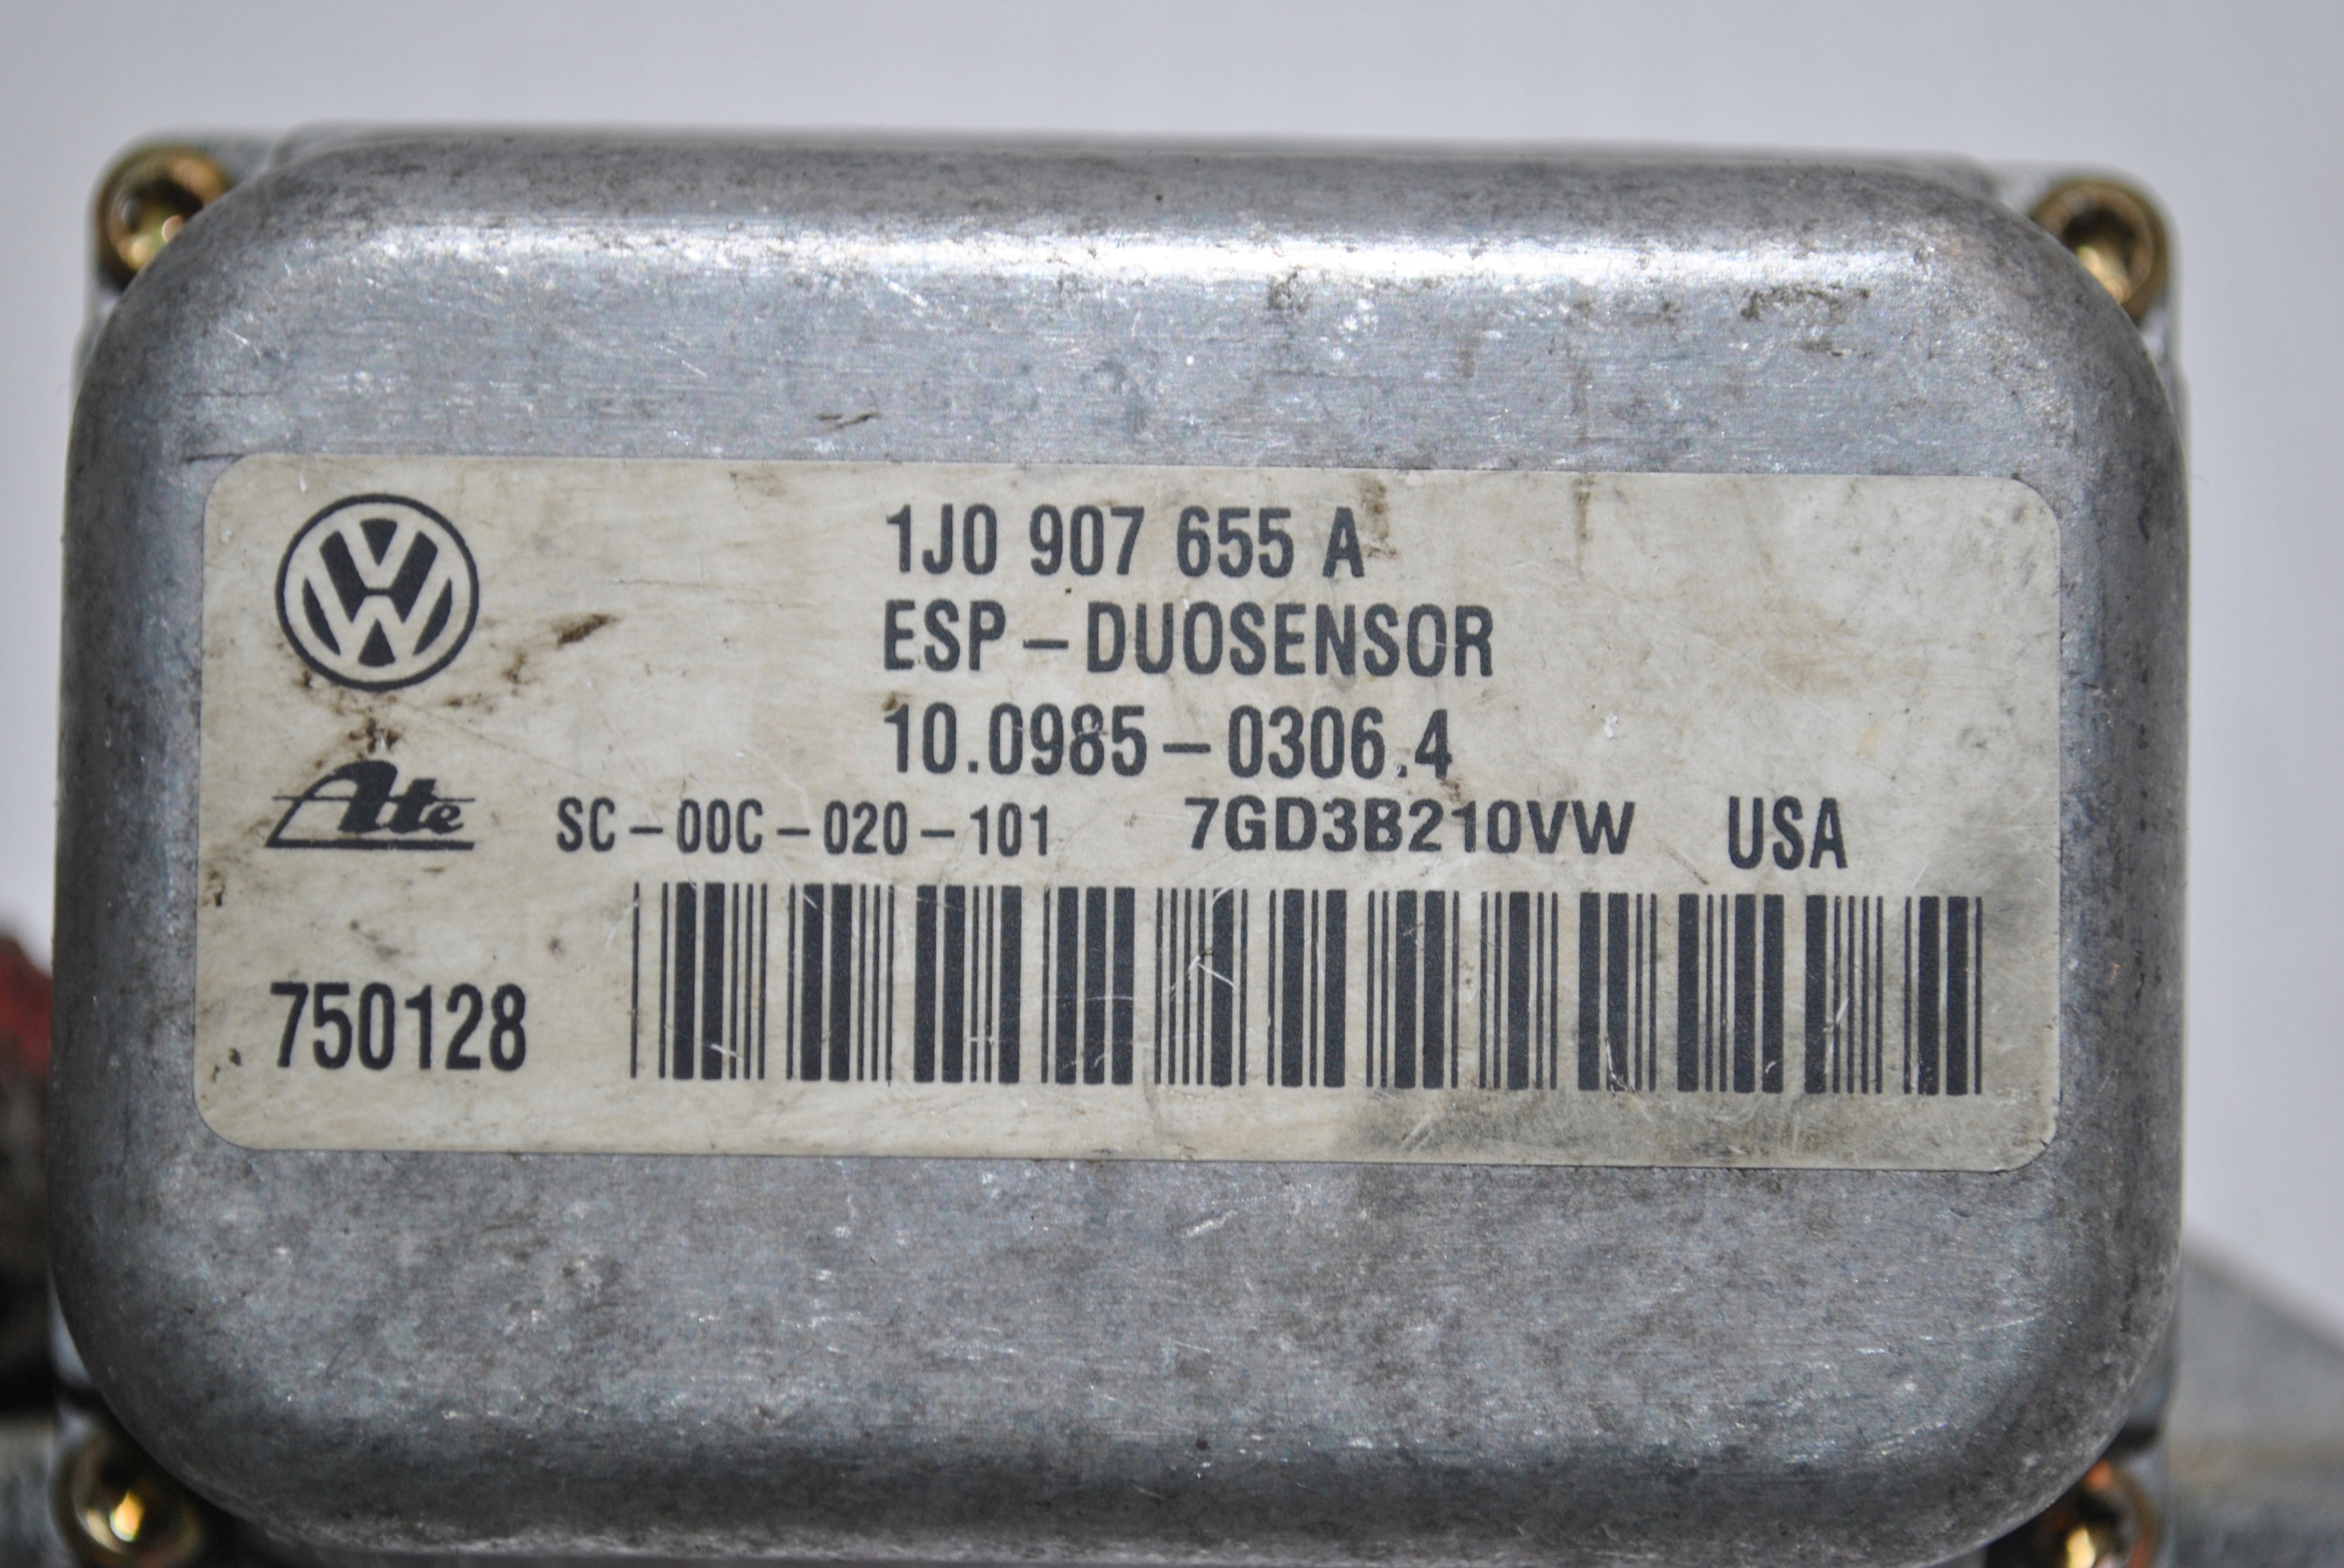 1J0 907 655 A
ESP-DUOSENSOR
10.0985-0306.4
Ate SC-00C-020-101 7GD3B210VW USA
750128